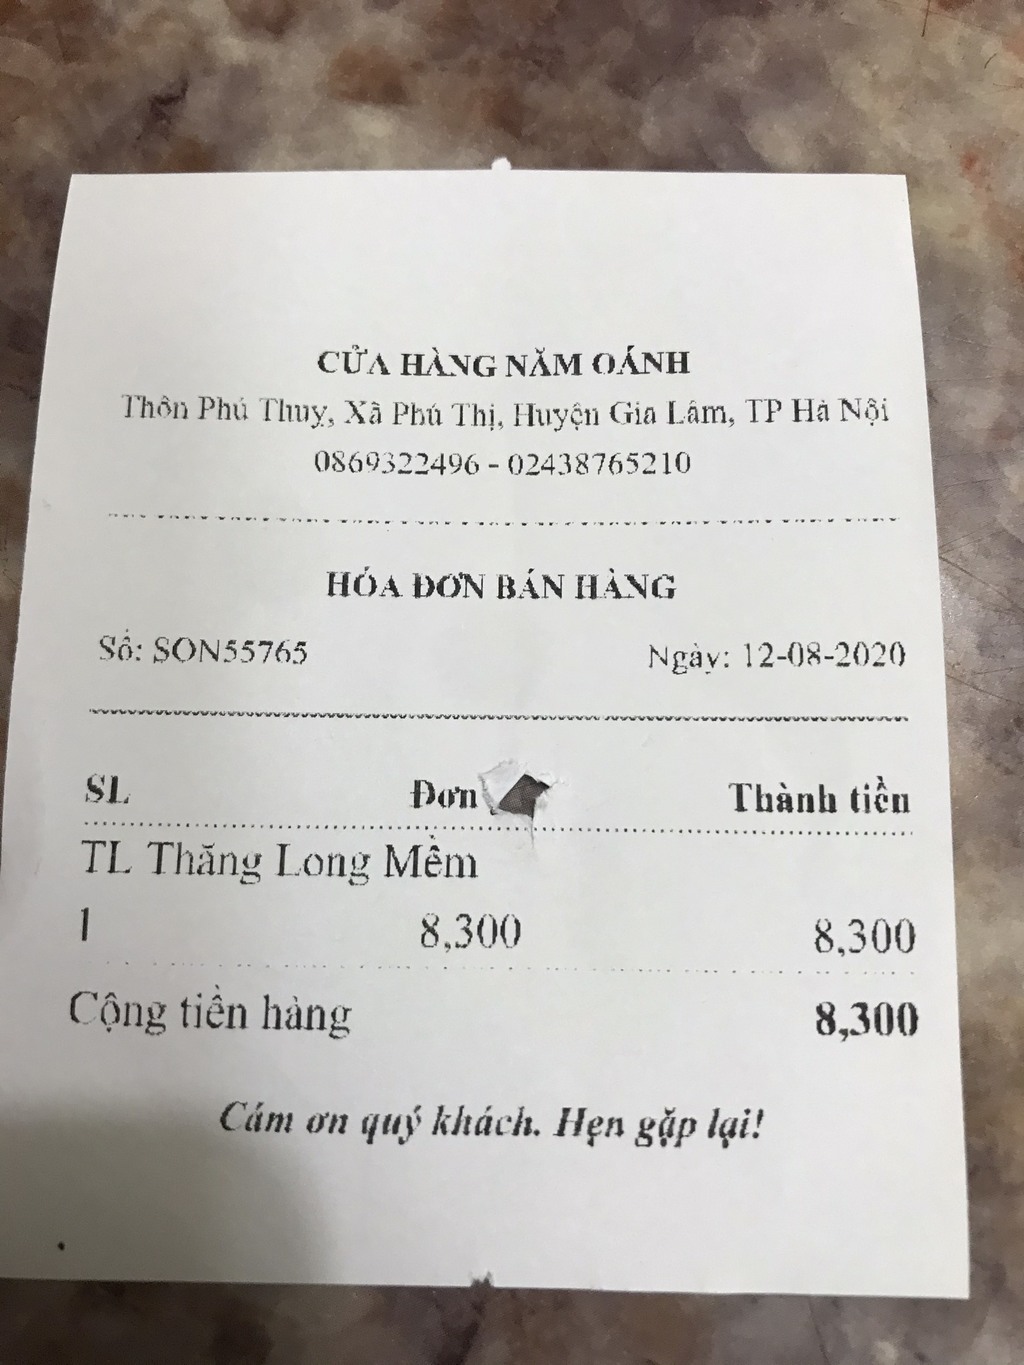 CỬA HÀNG NĂM OÁNH
Thôn Phú Thuỵ, Xã Phú Thị, Huyện Gia Lâm, TP Hà Nội
0869322496 - 02438765210
HÓA ĐƠN BÁN HÀNG
Số: SON55765 Ngày: 12-08-2020
SL Đơn Thành tiền
TL Thăng Long Mềm
1 8,300 8,300
Cộng tiền hàng 8,300
Cám ơn quý khách. Hẹn gặp lại!